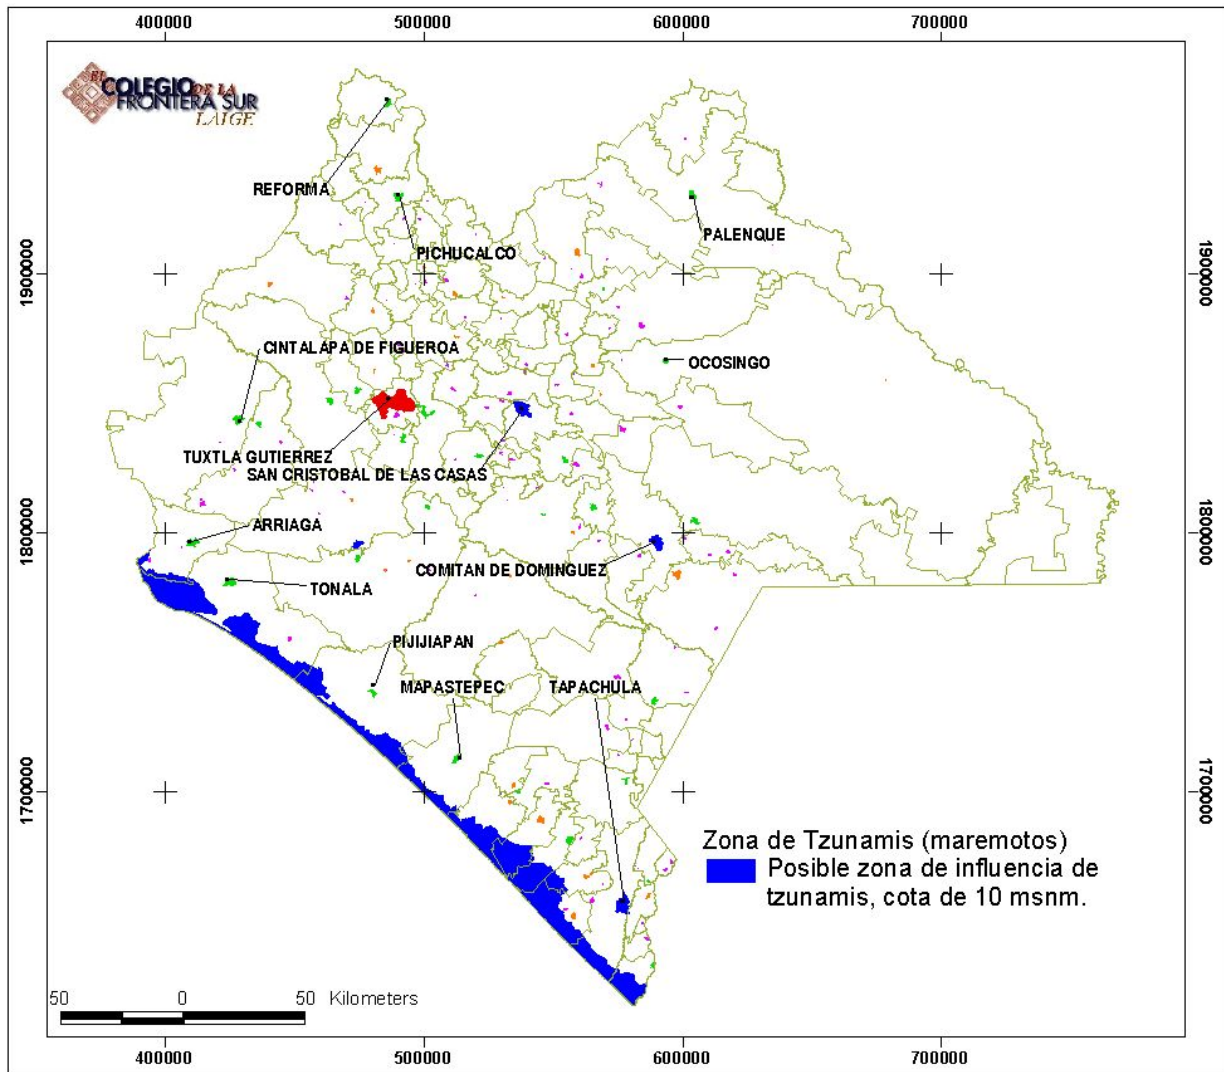 400000 500000 600000 700000
EL
COLEGIO DE LA
FRONTERA SUR
LAIGE
REFORMA
PICHUCALCO
PALENQUE
1900000
1900000
CINTALAPA DE FIGUEROA
OCOSINGO
TUXTLA GUTIERREZ
SAN CRISTOBAL DE LAS CASAS
ARRIAGA
1800000
1800000
COMITAN DE DOMINGUEZ
TONALA
PIJIJIAPAN
MAPASTEPEC
TAPACHULA
1700000
1700000
Zona de Tzunamis (maremotos)
Posible zona de influencia de
tzunamis, cota de 10 msnm.
50 0 50 Kilometers
400000 500000 600000 700000